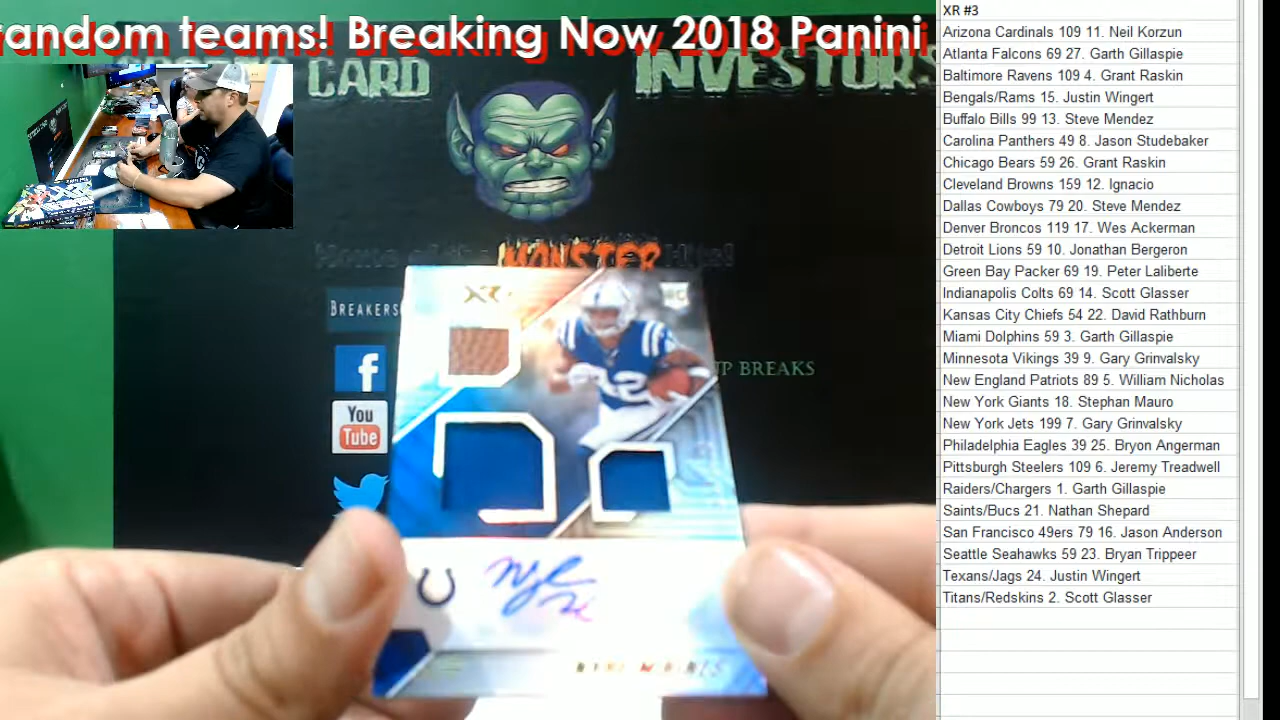 random teams! Breaking Now 2018 Panini
CARD INVESTORS
MONSTER
BREAKERS
UP BREAKS
f
You
Tube
XR
RC
12
XR #3
Arizona Cardinals 109 11. Neil Korzun
Atlanta Falcons 69 27. Garth Gillaspie
Baltimore Ravens 109 4. Grant Raskin
Bengals/Rams 15. Justin Wingert
Buffalo Bills 99 13. Steve Mendez
Carolina Panthers 49 8. Jason Studebaker
Chicago Bears 59 26. Grant Raskin
Cleveland Browns 159 12. Ignacio
Dallas Cowboys 79 20. Steve Mendez
Denver Broncos 119 17. Wes Ackerman
Detroit Lions 59 10. Jonathan Bergeron
Green Bay Packer 69 19. Peter Laliberte
Indianapolis Colts 69 14. Scott Glasser
Kansas City Chiefs 54 22. David Rathburn
Miami Dolphins 59 3. Garth Gillaspie
Minnesota Vikings 39 9. Gary Grinvalsky
New England Patriots 89 5. William Nicholas
New York Giants 18. Stephan Mauro
New York Jets 199 7. Gary Grinvalsky
Philadelphia Eagles 39 25. Bryon Angerman
Pittsburgh Steelers 109 6. Jeremy Treadwell
Raiders/Chargers 1. Garth Gillaspie
Saints/Bucs 21. Nathan Shepard
San Francisco 49ers 79 16. Jason Anderson
Seattle Seahawks 59 23. Bryan Trippeer
Texans/Jags 24. Justin Wingert
Titans/Redskins 2. Scott Glasser